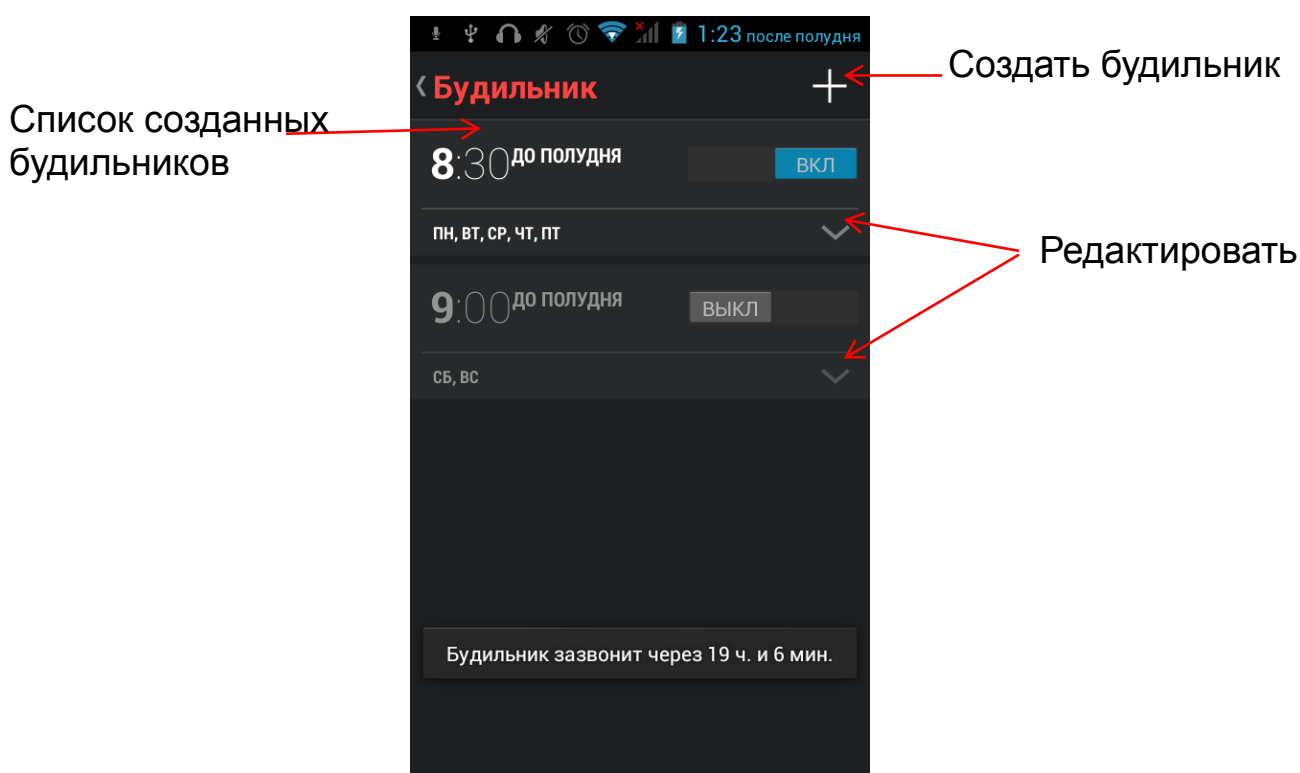 1:23 после полудня
Создать будильник
Будильник
Список созданных
будильников
8:30 ДО ПОЛУДНЯ
ВКЛ
ПН, ВТ, СР, ЧТ, ПТ
Редактировать
9:00 ДО ПОЛУДНЯ
ВЫКЛ
СБ, ВС
Будильник зазвонит через 19 ч. и 6 мин.